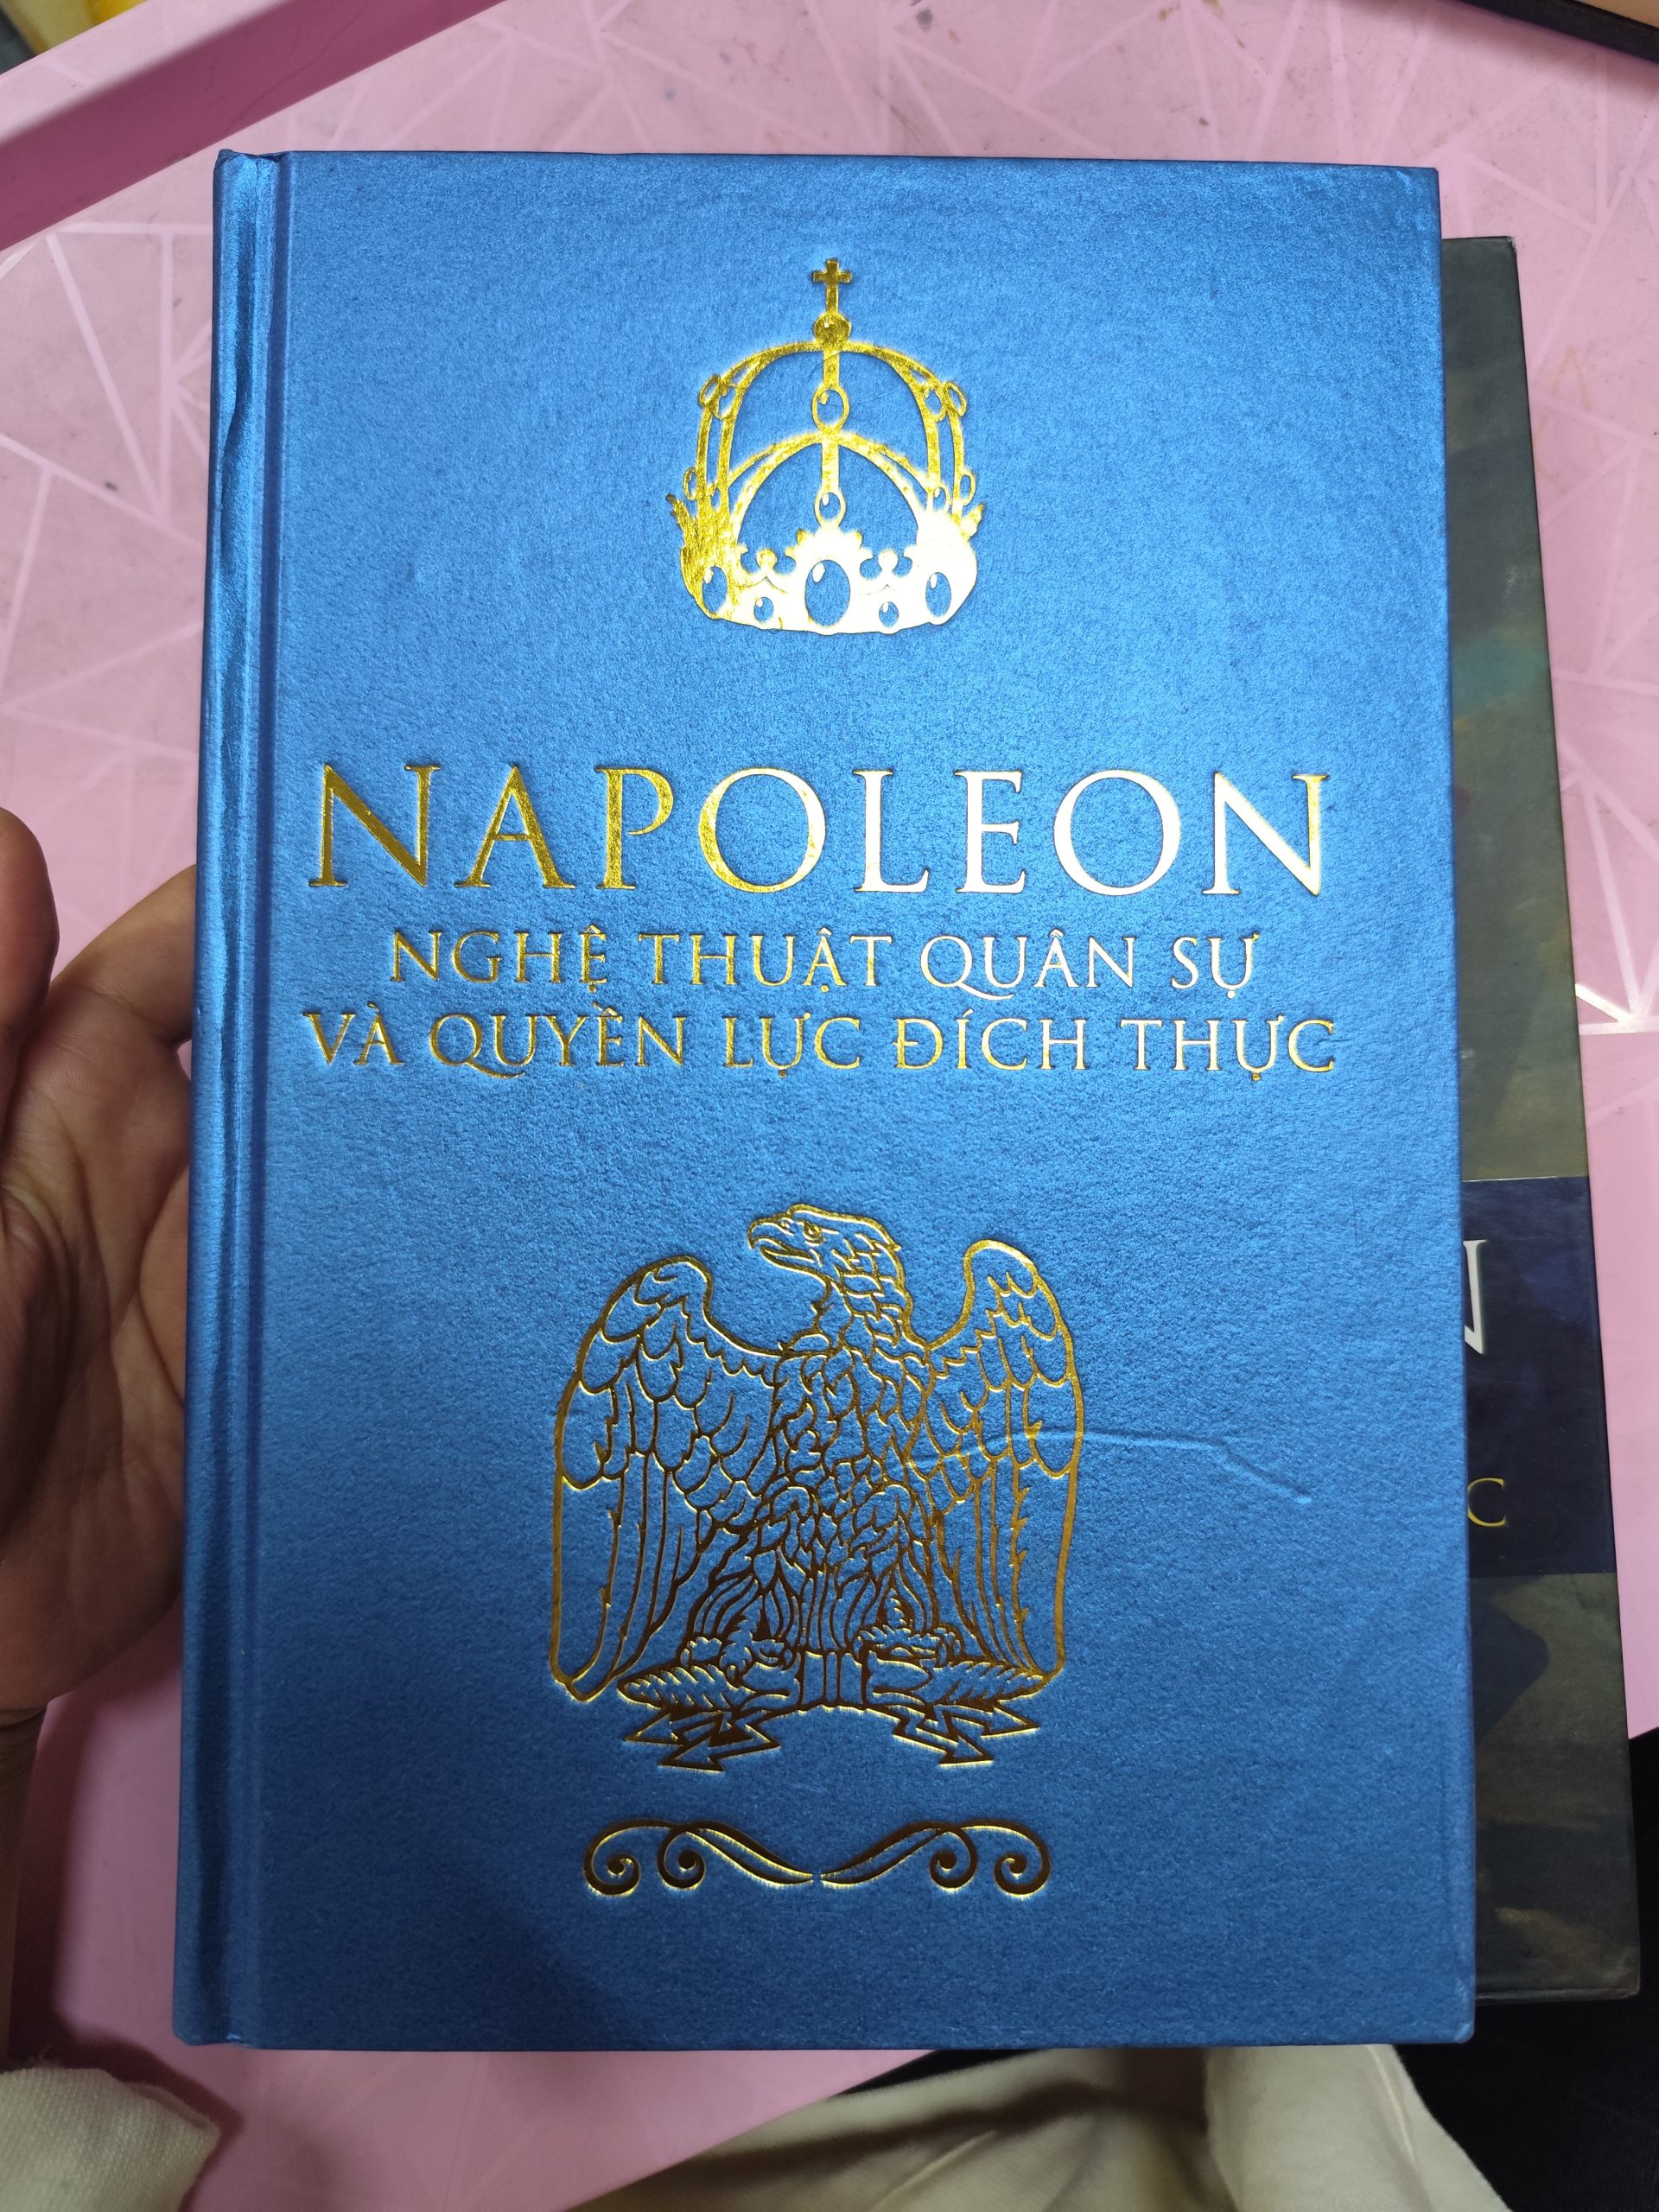 NAPOLEON
NGHỆ THUẬT QUÂN SỰ
VÀ QUYỀN LỰC ĐÍCH THỰC
N
C